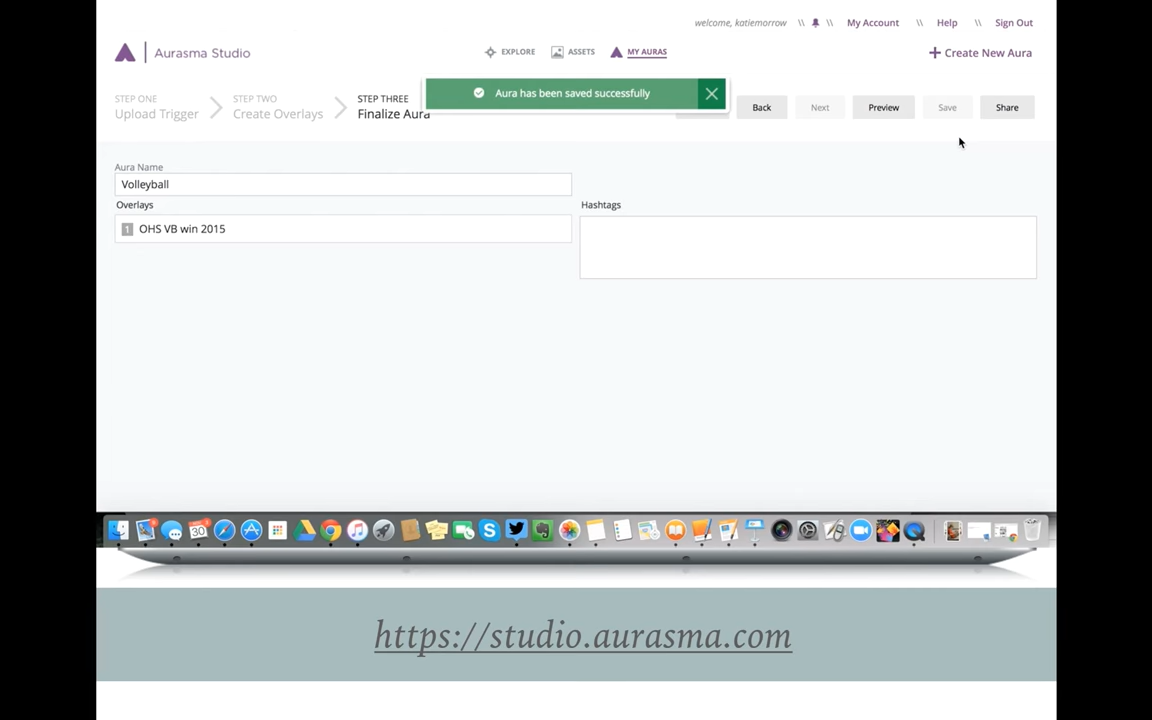 welcome, katiemorrow \\ \\ My Account \\ Help \\ Sign Out
Aurasma Studio
EXPLORE ASSETS MY AURAS
+ Create New Aura
Aura has been saved successfully
STEP ONE STEP TWO STEP THREE
Upload Trigger Create Overlays Finalize Aura
Back Next Preview Save Share
Aura Name
Volleyball
Overlays Hashtags
1 OHS VB win 2015
30
https://studio.aurasma.com